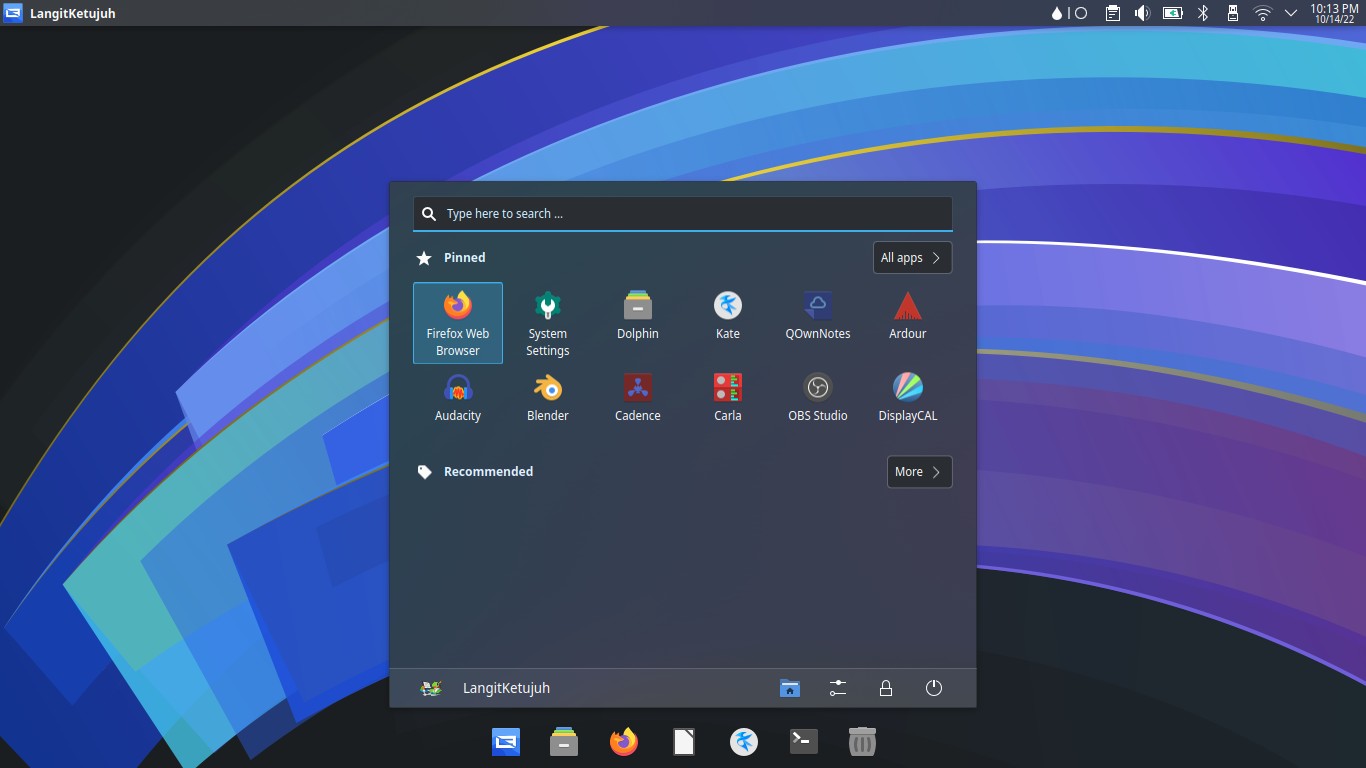 LangitKetujuh
10:13 PM
10/14/22
Type here to search ...
Pinned
All apps
Firefox Web
Browser
System
Settings
Dolphin
Kate
QOwnNotes
Ardour
Audacity
Blender
Cadence
Carla
OBS Studio
DisplayCAL
Recommended
More
LangitKetujuh